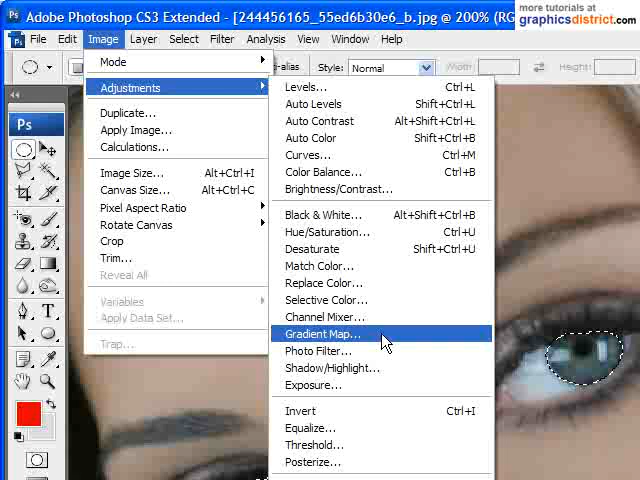 more tutorials at
graphicsdistrict.com
Adobe Photoshop CS3 Extended - [244456165_55ed6b30e6_b.jpg @ 200% (RG
File Edit Image Layer Select Filter Analysis View Window Help
Style: Normal Width: Height:
Mode
Adjustments
Duplicate...
Apply Image...
Calculations...
Image Size... Alt+Ctrl+I
Canvas Size... Alt+Ctrl+C
Pixel Aspect Ratio
Rotate Canvas
Crop
Trim...
Reveal All
Variables
Apply Data Set...
Trap...
Levels... Ctrl+L
Auto Levels Shift+Ctrl+L
Auto Contrast Alt+Shift+Ctrl+L
Auto Color Shift+Ctrl+B
Curves... Ctrl+M
Color Balance... Ctrl+B
Brightness/Contrast...
Black & White... Alt+Shift+Ctrl+B
Hue/Saturation... Ctrl+U
Desaturate Shift+Ctrl+U
Match Color...
Replace Color...
Selective Color...
Channel Mixer...
Gradient Map...
Photo Filter...
Shadow/Highlight...
Exposure...
Invert Ctrl+I
Equalize...
Threshold...
Posterize...
Ps